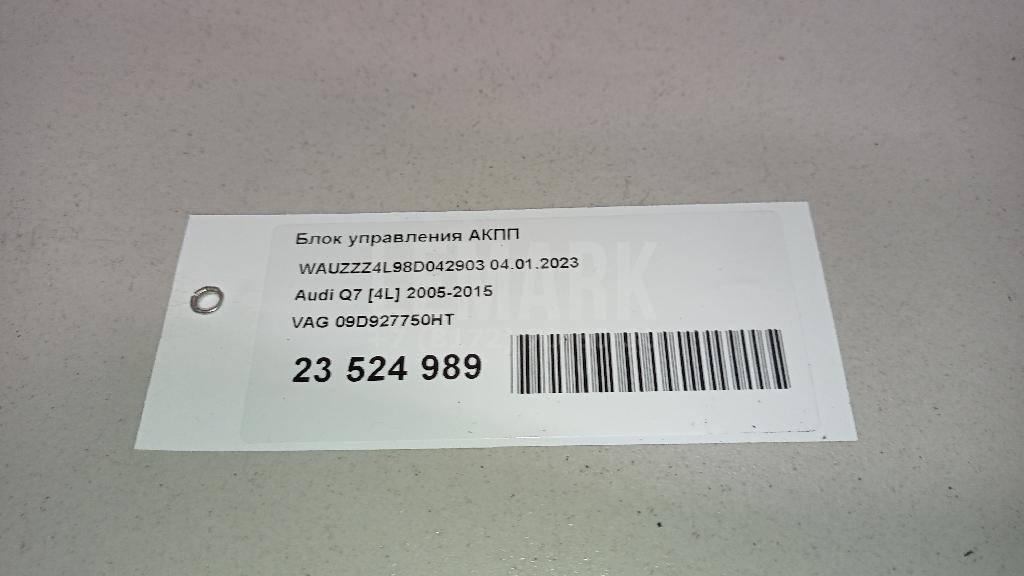 Блок управления АКПП
WAUZZZ4L98D042903 04.01.2023
Audi Q7 [4L] 2005-2015
VAG 09D927750HT
23 524 989